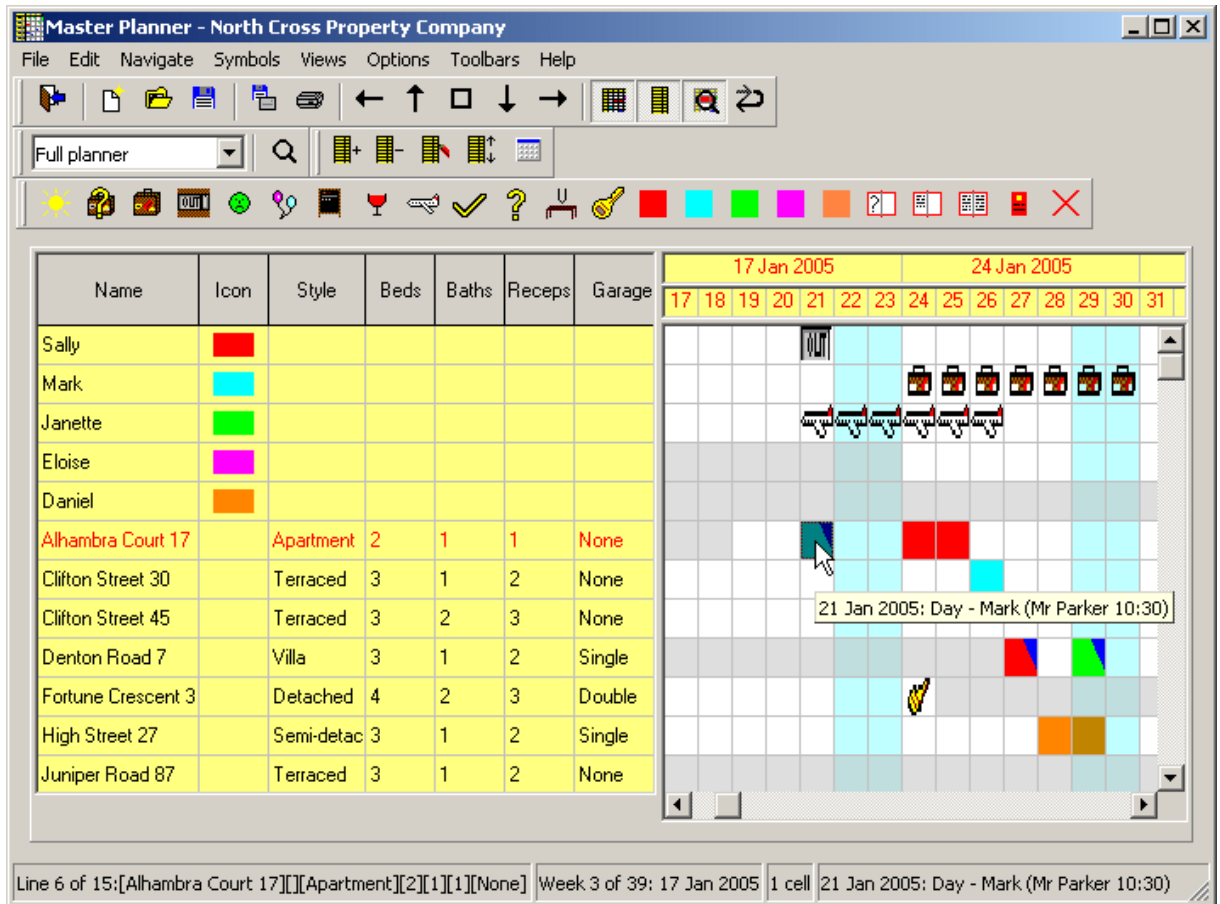 Master Planner - North Cross Property Company
File Edit Navigate Symbols Views Options Toolbars Help
Full planner
OUT
Name Icon Style Beds Baths Receps Garage
17 Jan 2005 24 Jan 2005
17 18 19 20 21 22 23 24 25 26 27 28 29 30 31
Sally OUT
Mark
Janette
Eloise
Daniel
Alhambra Court 17 Apartment 2 1 1 None
Clifton Street 30 Terraced 3 1 2 None
21 Jan 2005: Day - Mark (Mr Parker 10:30)
Clifton Street 45 Terraced 3 2 3 None
Denton Road 7 Villa 3 1 2 Single
Fortune Crescent 3 Detached 4 2 3 Double
High Street 27 Semi-detac 3 1 2 Single
Juniper Road 87 Terraced 3 1 2 None
Line 6 of 15:[Alhambra Court 17][][Apartment][2][1][1][None] Week 3 of 39: 17 Jan 2005 1 cell 21 Jan 2005: Day - Mark (Mr Parker 10:30)